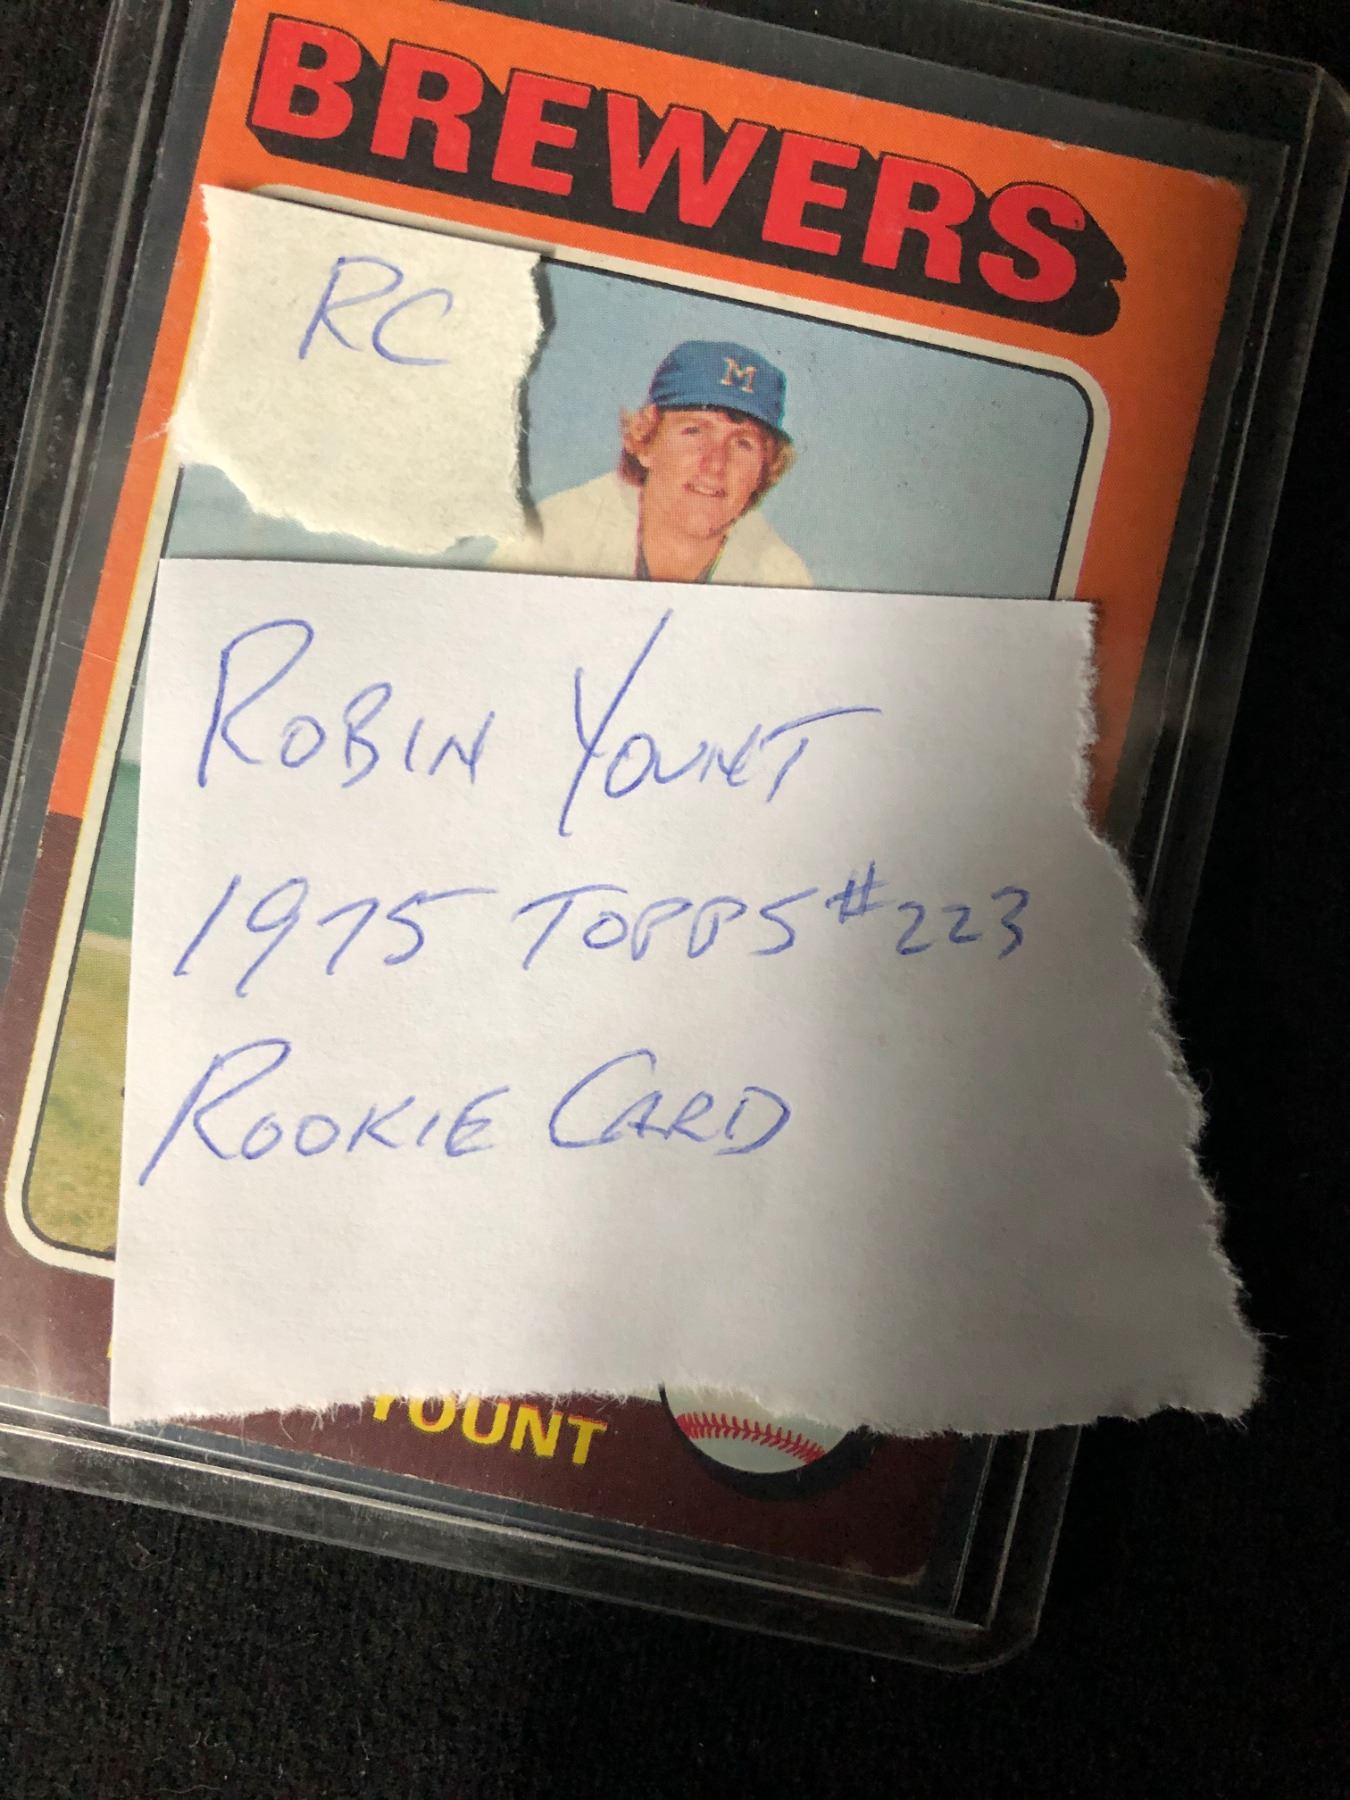 BREWERS
RC
M
ROBIN YOUNT
1975 TOPPS #223
ROOKIE CARD
YOUNT